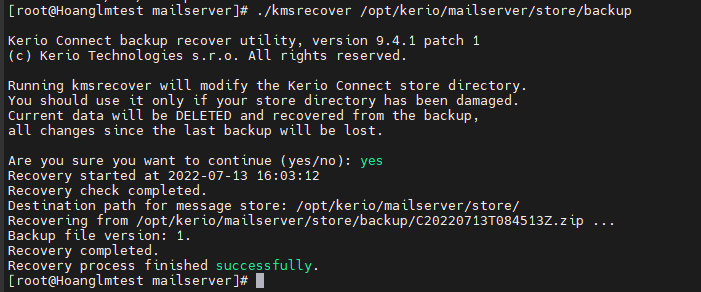 [root@Hoanglmtest mailserver]# ./kmsrecover /opt/kerio/mailserver/store/backup
Kerio Connect backup recover utility, version 9.4.1 patch 1
(c) Kerio Technologies s.r.o. All rights reserved.
Running kmsrecover will modify the Kerio Connect store directory.
You should use it only if your store directory has been damaged.
Current data will be DELETED and recovered from the backup,
all changes since the last backup will be lost.
Are you sure you want to continue (yes/no): yes
Recovery started at 2022-07-13 16:03:12
Recovery check completed.
Destination path for message store: /opt/kerio/mailserver/store/
Recovering from /opt/kerio/mailserver/store/backup/C20220713T084513Z.zip ...
Backup file version: 1.
Recovery completed.
Recovery process finished successfully.
[root@Hoanglmtest mailserver]#